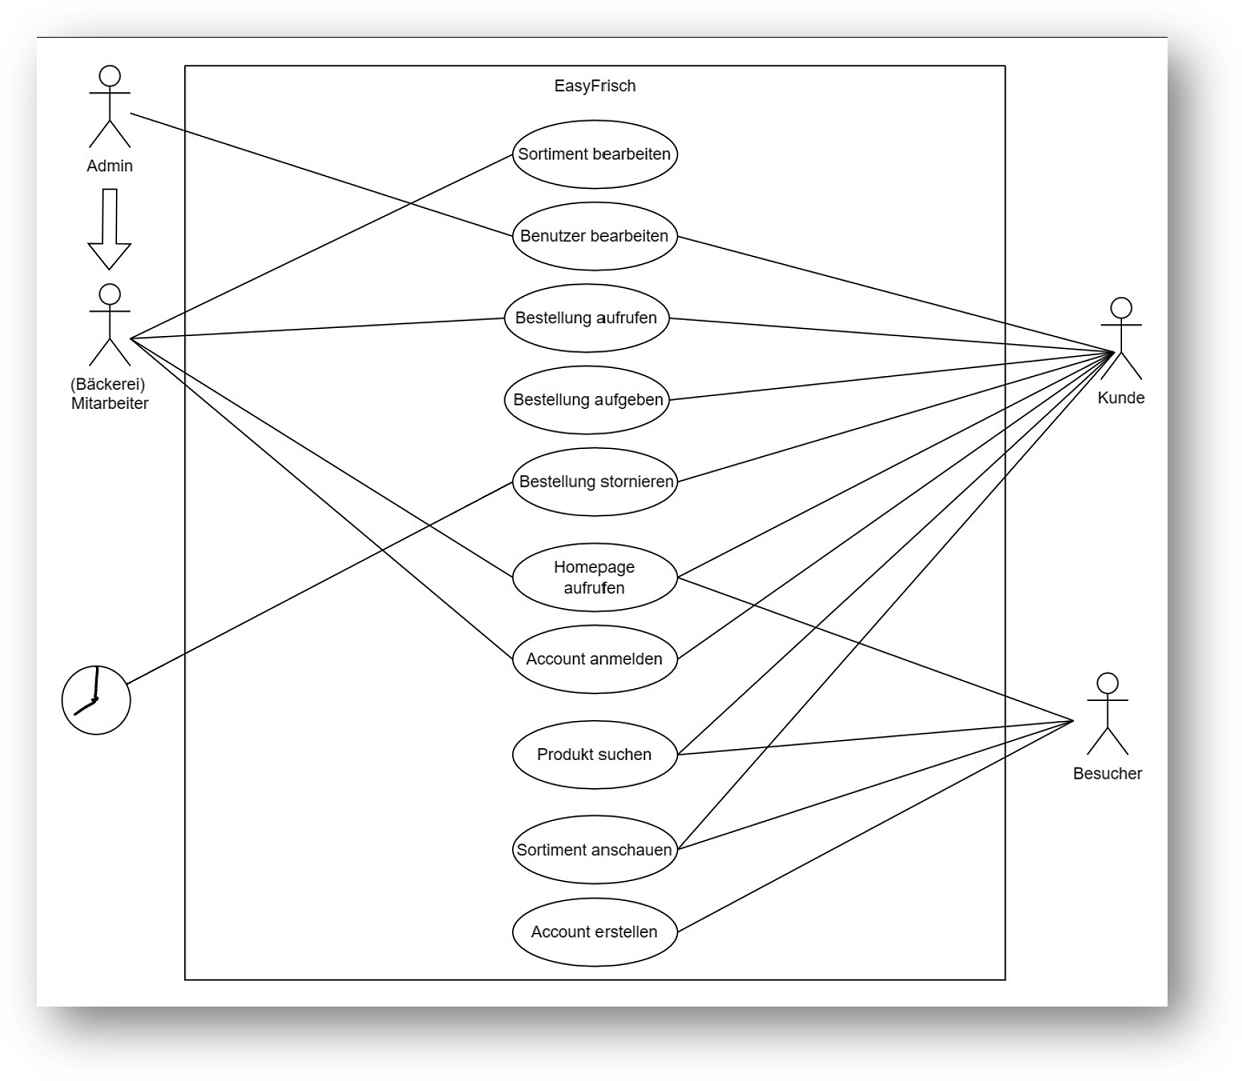 EasyFrisch
Admin
(Bäckerei)
Mitarbeiter
Sortiment bearbeiten
Benutzer bearbeiten
Bestellung aufrufen
Bestellung aufgeben
Bestellung stornieren
Homepage
aufrufen
Account anmelden
Produkt suchen
Sortiment anschauen
Account erstellen
Kunde
Besucher